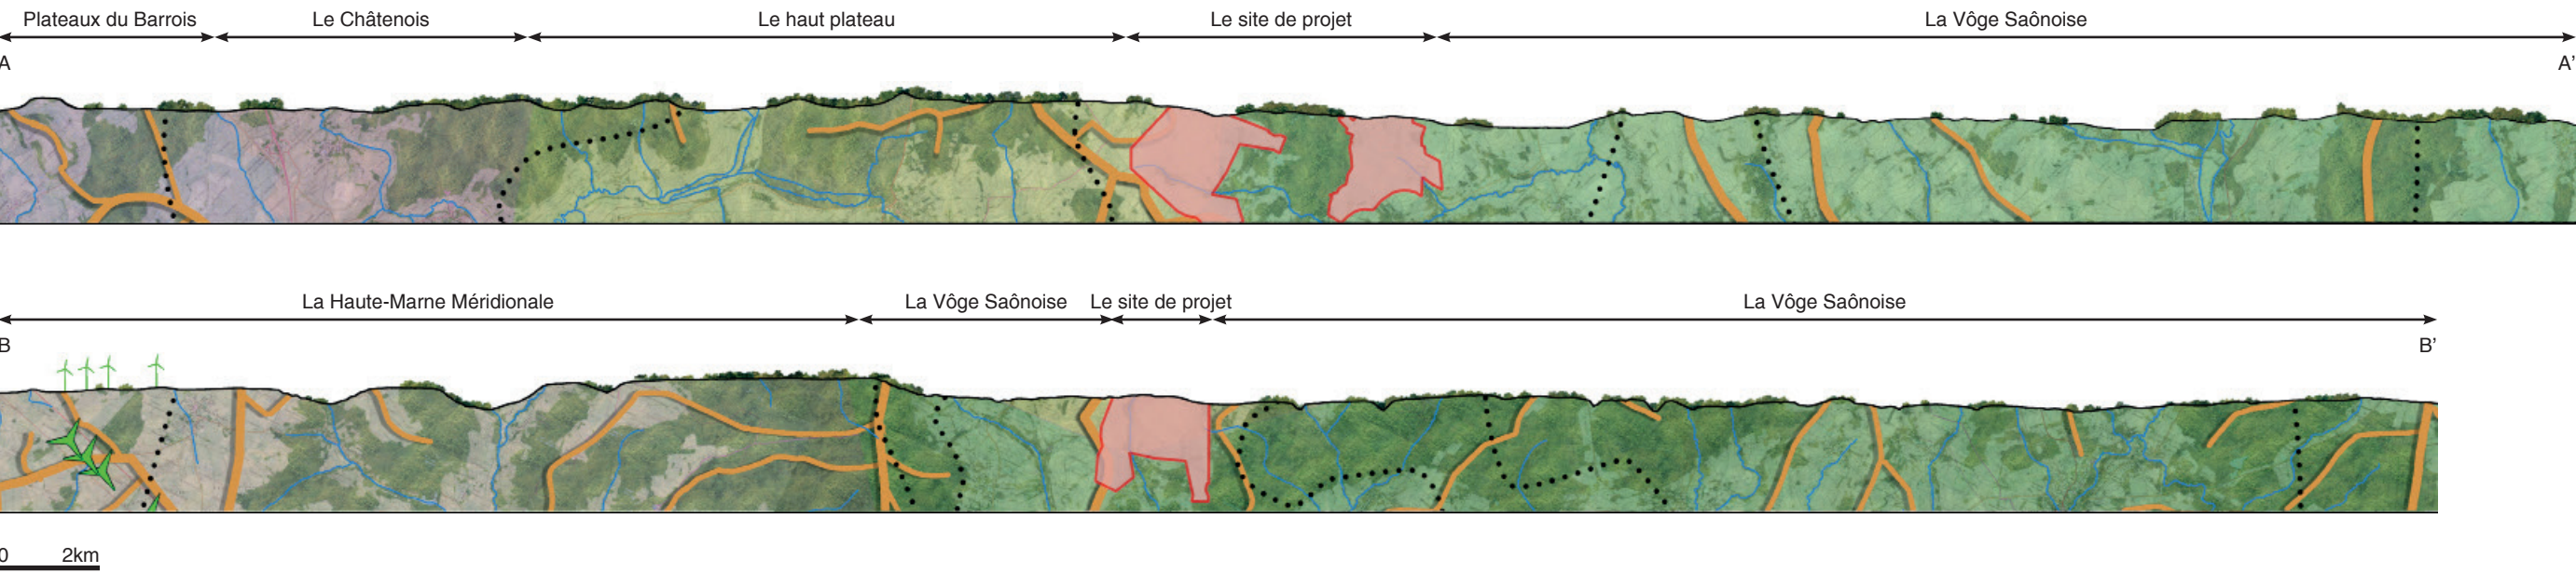 Plateaux du Barrois Le Châtenois Le haut plateau Le site de projet La Vôge Saônoise
A A’
La Haute-Marne Méridionale La Vôge Saônoise Le site de projet La Vôge Saônoise
B B’
0 2km